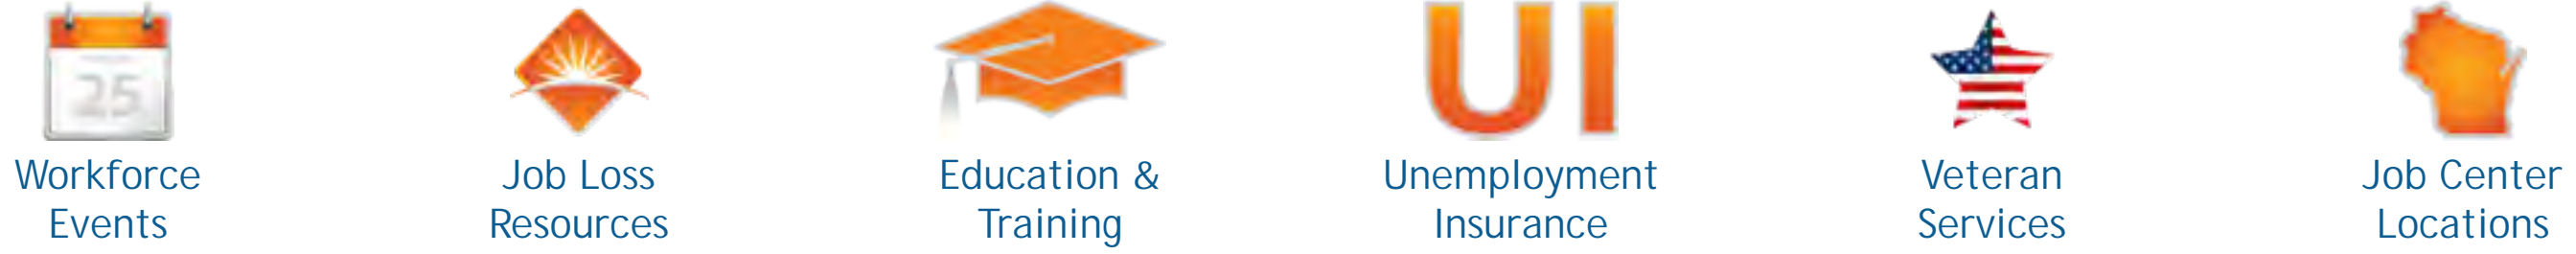 25
UI
Workforce
Events
Job Loss
Resources
Education &
Training
Unemployment
Insurance
Veteran
Services
Job Center
Locations